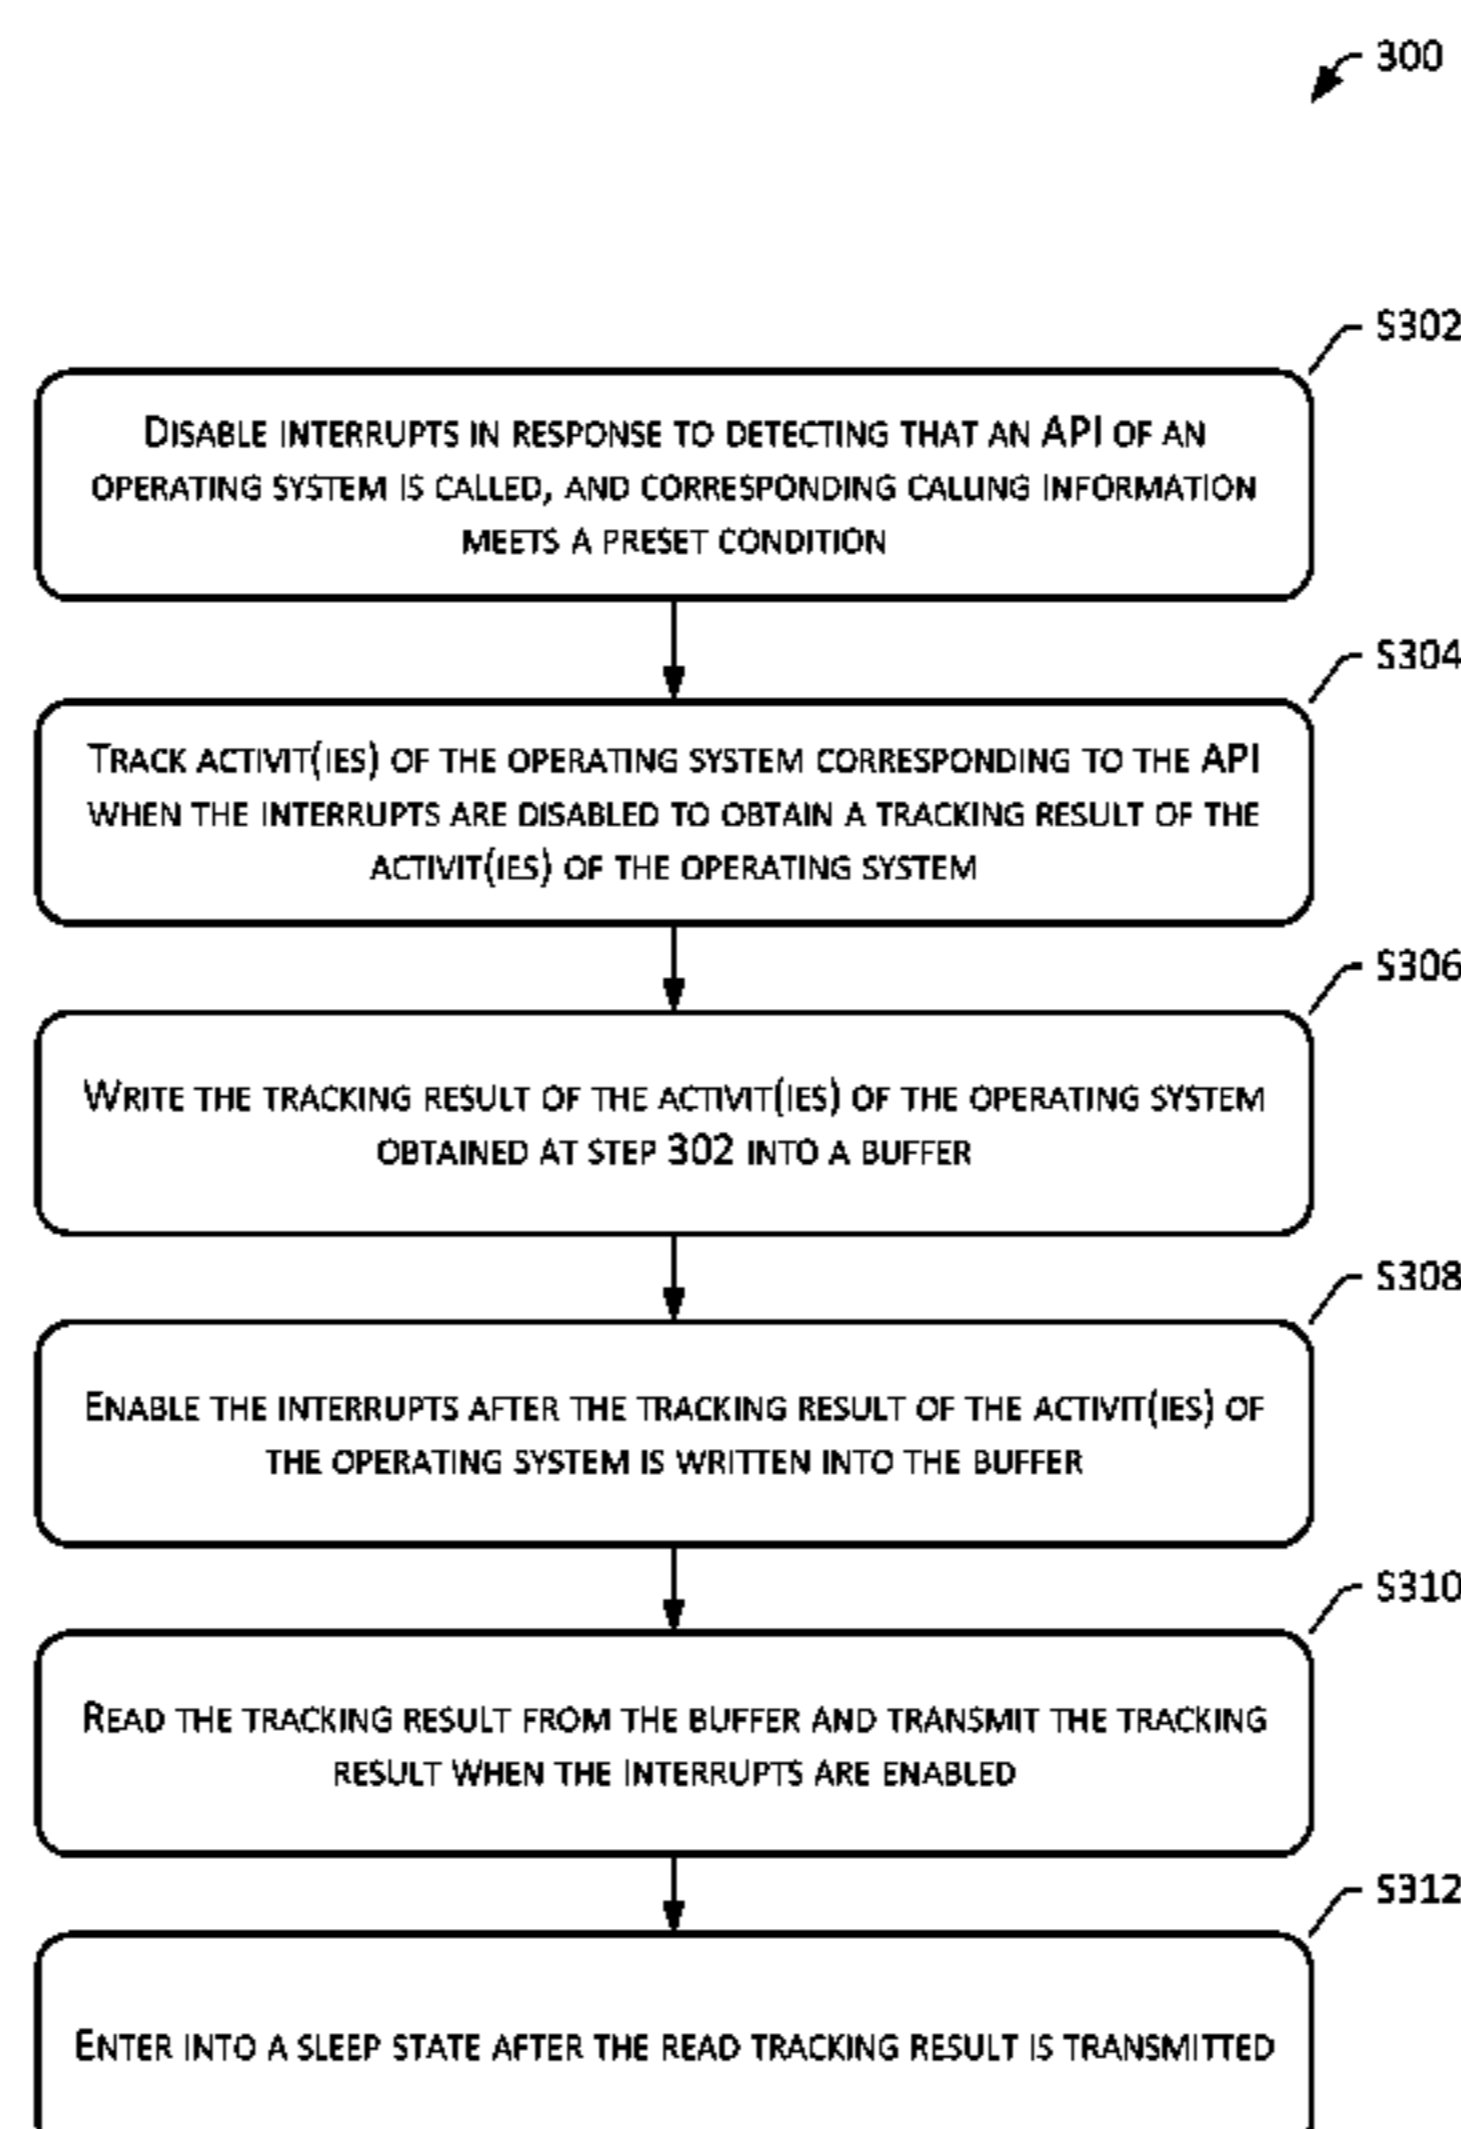 300
S302
DISABLE INTERRUPTS IN RESPONSE TO DETECTING THAT AN API OF AN
OPERATING SYSTEM IS CALLED, AND CORRESPONDING CALLING INFORMATION
MEETS A PRESET CONDITION
S304
TRACK ACTIVIT(IES) OF THE OPERATING SYSTEM CORRESPONDING TO THE API
WHEN THE INTERRUPTS ARE DISABLED TO OBTAIN A TRACKING RESULT OF THE
ACTIVIT(IES) OF THE OPERATING SYSTEM
S306
WRITE THE TRACKING RESULT OF THE ACTIVIT(IES) OF THE OPERATING SYSTEM
OBTAINED AT STEP 302 INTO A BUFFER
S308
ENABLE THE INTERRUPTS AFTER THE TRACKING RESULT OF THE ACTIVIT(IES) OF
THE OPERATING SYSTEM IS WRITTEN INTO THE BUFFER
S310
READ THE TRACKING RESULT FROM THE BUFFER AND TRANSMIT THE TRACKING
RESULT WHEN THE INTERRUPTS ARE ENABLED
S312
ENTER INTO A SLEEP STATE AFTER THE READ TRACKING RESULT IS TRANSMITTED